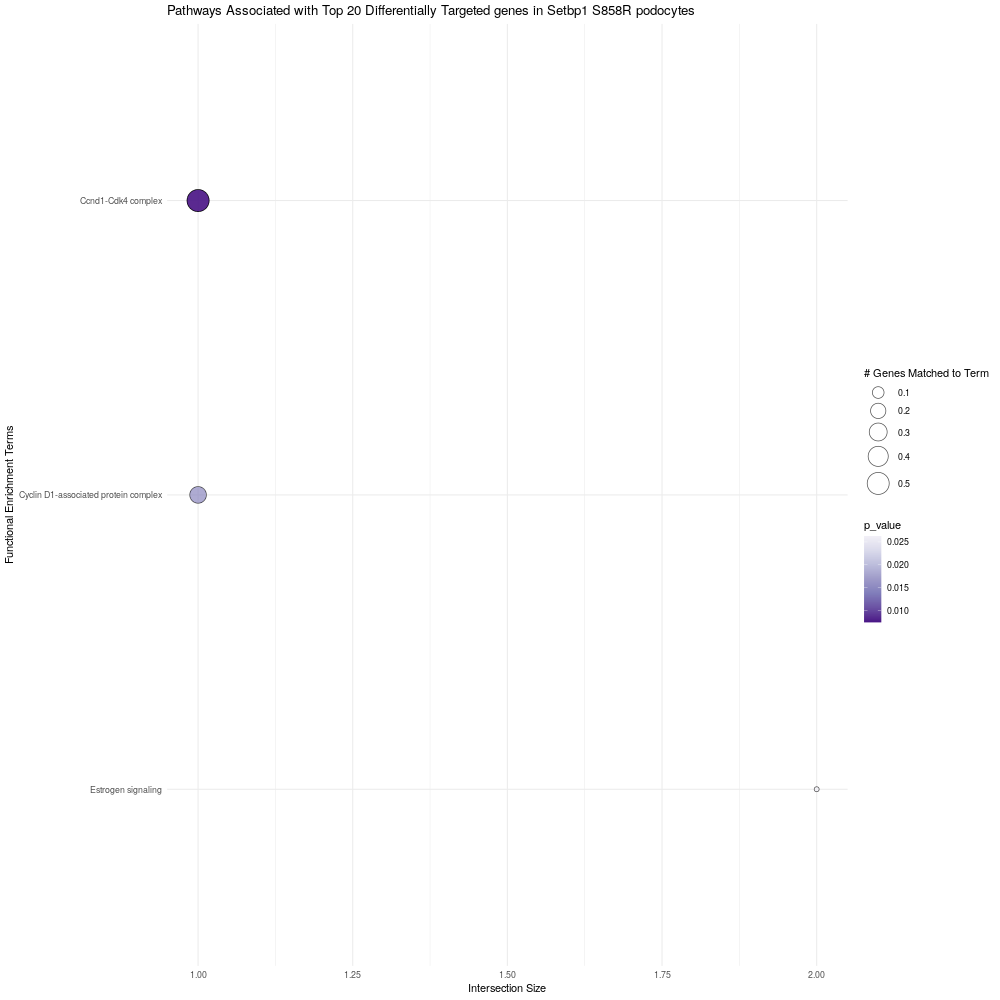 Pathways Associated with Top 20 Differentially Targeted genes in Setbp1 S858R podocytes
Functional Enrichment Terms
Ccnd1-Cdk4 complex
Cyclin D1-associated protein complex
Estrogen signaling
1.00
1.25
1.50
1.75
2.00
Intersection Size
# Genes Matched to Term
0.1
0.2
0.3
0.4
0.5
p_value
0.025
0.020
0.015
0.010